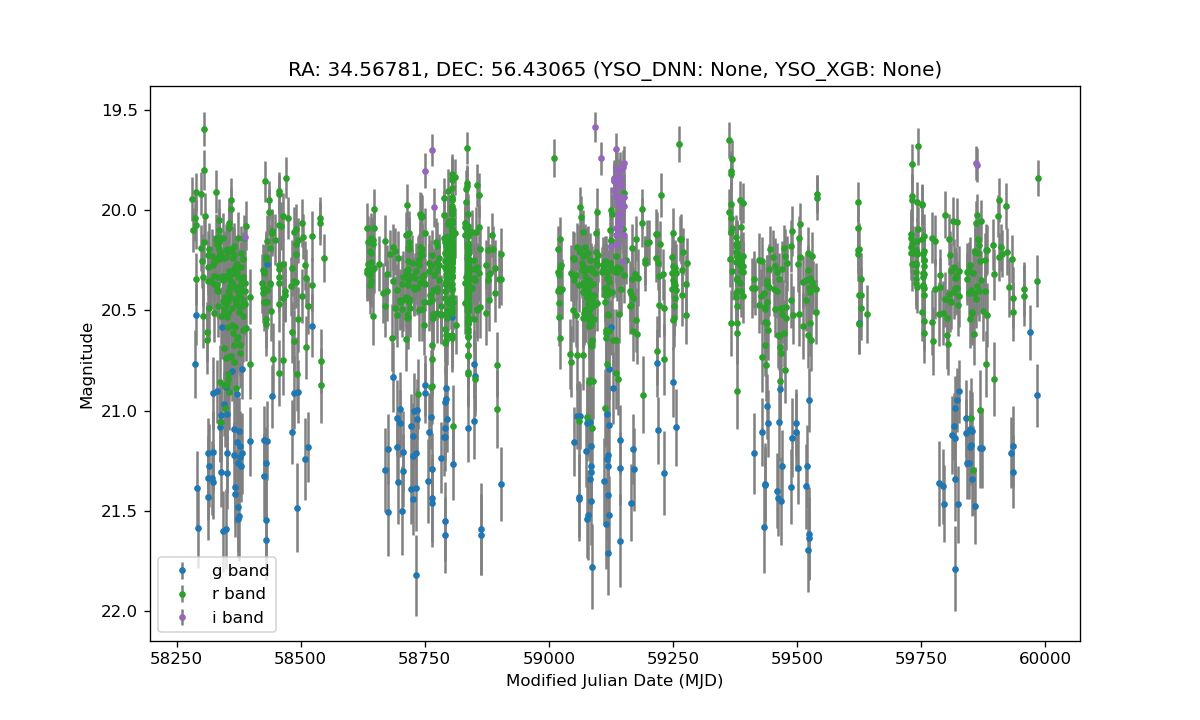 RA: 34.56781, DEC: 56.43065 (YSO_DNN: None, YSO_XGB: None)
19.5
20.0
20.5
21.0
21.5
22.0
Magnitude
g band
r band
i band
58250 58500 58750 59000 59250 59500 59750 60000
Modified Julian Date (MJD)